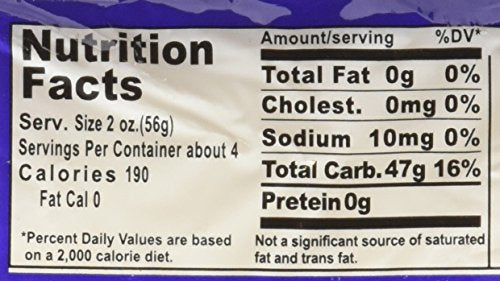 Nutrition
Facts
Serv. Size 2 oz.(56g)
Servings Per Container about 4
Calories 190
Fat Cal 0
*Percent Daily Values are based
on a 2,000 calorie diet.
Amount/serving %DV*
Total Fat 0g 0%
Cholest. 0mg 0%
Sodium 10mg 0%
Total Carb. 47g 16%
Pretein 0g
Not a significant source of saturated
fat and trans fat.